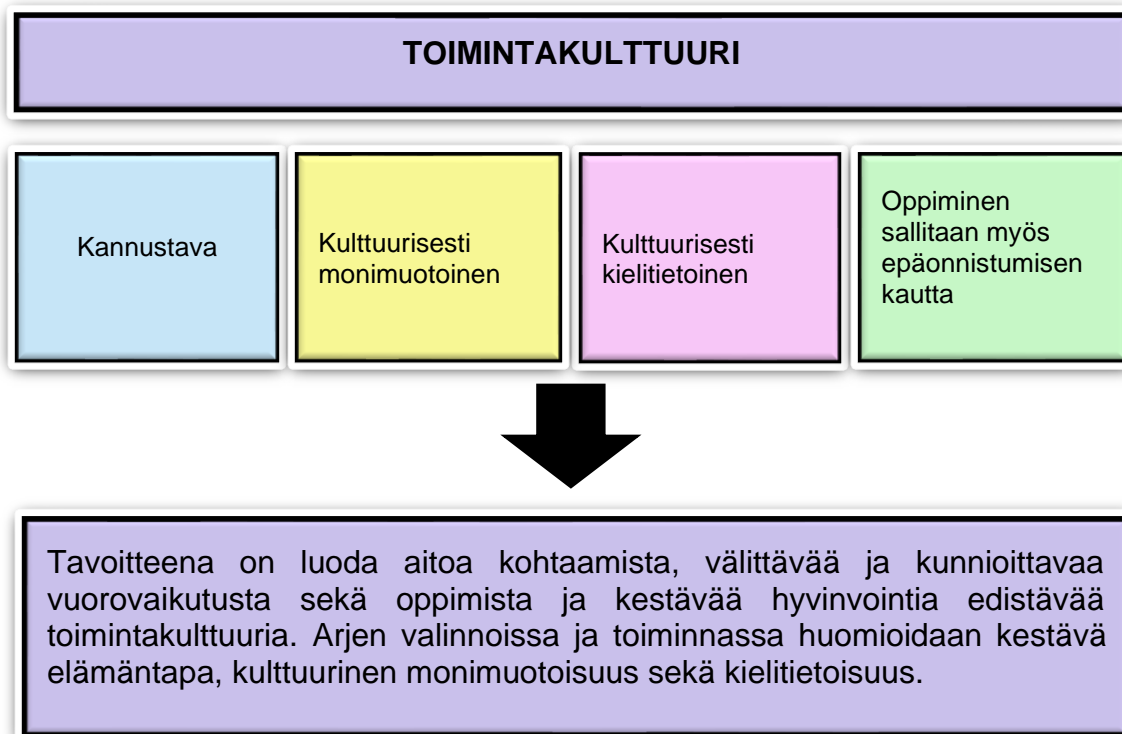 TOIMINTAKULTTUURI
Kannustava
Kulttuurisesti
monimuotoinen
Kulttuurisesti
kielitietoinen
Oppiminen
sallitaan myös
epäonnistumisen
kautta
Tavoitteena on luoda aitoa kohtaamista, välittävää ja kunnioittavaa
vuorovaikutusta sekä oppimista ja kestävää hyvinvointia edistävää
toimintakulttuuria. Arjen valinnoissa ja toiminnassa huomioidaan kestävä
elämäntapa, kulttuurinen monimuotoisuus sekä kielitietoisuus.